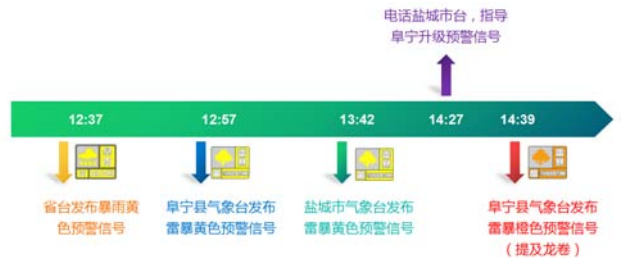 电话盐城市台，指导
阜宁升级预警信号
12:37
12:57
13:42
14:27
14:39
省台发布暴雨黄
色预警信号
阜宁县气象台发布
雷暴黄色预警信号
盐城市气象台发布
雷暴黄色预警信号
阜宁县气象台发布
雷暴橙色预警信号
（提及龙卷）